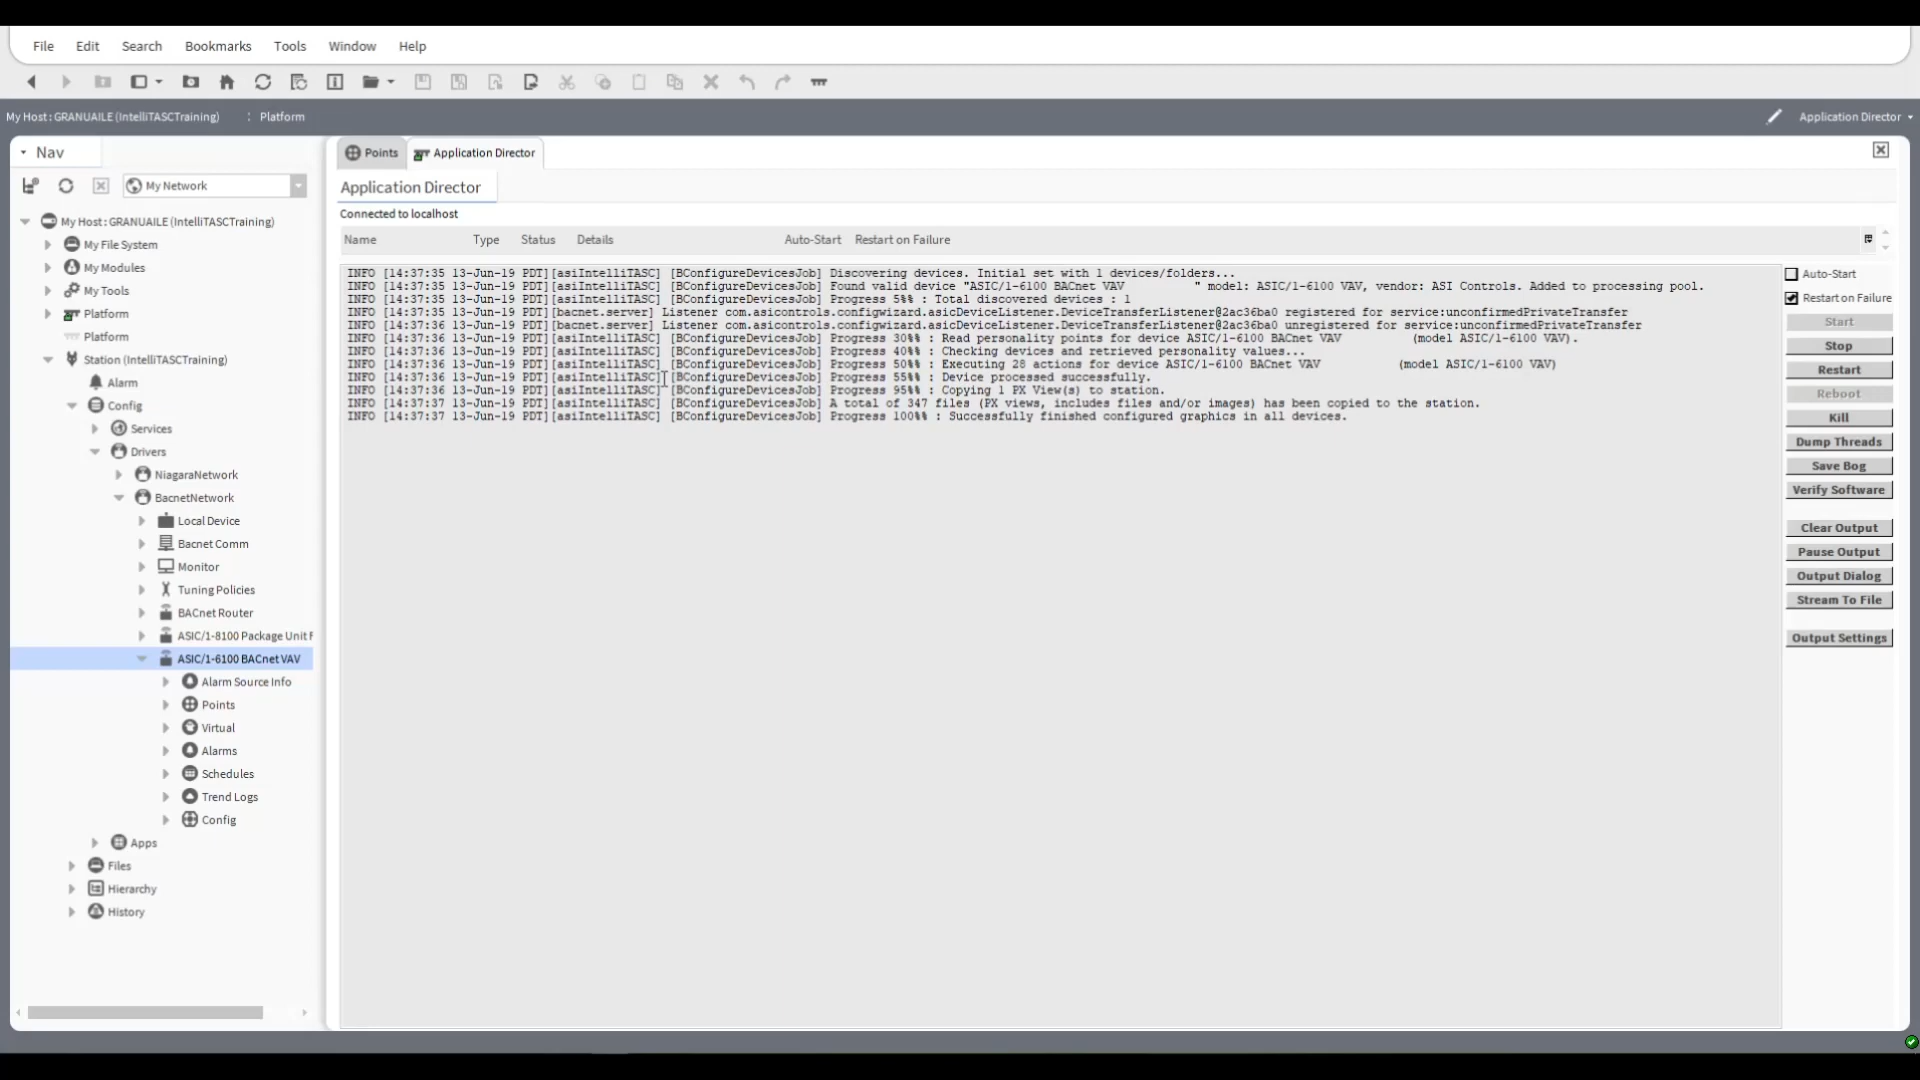 File Edit Search Bookmarks Tools Window Help
My Host : GRANUAILE (IntelliTASCTraining) : Platform Application Director
Nav
My Network
My Host : GRANUAILE (IntelliTASCTraining)
My File System
My Modules
My Tools
Platform
Platform
Station (IntelliTASCTraining)
Alarm
Config
Services
Drivers
NiagaraNetwork
BacnetNetwork
Local Device
Bacnet Comm
Monitor
Tuning Policies
BACnet Router
ASIC/1-8100 Package Unit F
ASIC/1-6100 BACnet VAV
Alarm Source Info
Points
Virtual
Alarms
Schedules
Trend Logs
Config
Apps
Files
Hierarchy
History
Points Application Director
Application Director
Connected to localhost
Name Type Status Details Auto-Start Restart on Failure
INFO [14:37:35 13-Jun-19 PDT][asiIntelliTASC] [BConfigureDevicesJob] Discovering devices. Initial set with 1 devices/folders...
INFO [14:37:35 13-Jun-19 PDT][asiIntelliTASC] [BConfigureDevicesJob] Found valid device "ASIC/1-6100 BACnet VAV " model: ASIC/1-6100 VAV, vendor: ASI Controls. Added to processing pool.
INFO [14:37:35 13-Jun-19 PDT][asiIntelliTASC] [BConfigureDevicesJob] Progress 5%% : Total discovered devices : 1
INFO [14:37:35 13-Jun-19 PDT][bacnet.server] Listener com.asicontrols.configwizard.asicDeviceListener.DeviceTransferListener@2ac36ba0 registered for service:unconfirmedPrivateTransfer
INFO [14:37:36 13-Jun-19 PDT][bacnet.server] Listener com.asicontrols.configwizard.asicDeviceListener.DeviceTransferListener@2ac36ba0 unregistered for service:unconfirmedPrivateTransfer
INFO [14:37:36 13-Jun-19 PDT][asiIntelliTASC] [BConfigureDevicesJob] Progress 30%% : Read personality points for device ASIC/1-6100 BACnet VAV (model ASIC/1-6100 VAV).
INFO [14:37:36 13-Jun-19 PDT][asiIntelliTASC] [BConfigureDevicesJob] Progress 40%% : Checking devices and retrieved personality values...
INFO [14:37:36 13-Jun-19 PDT][asiIntelliTASC] [BConfigureDevicesJob] Progress 50%% : Executing 28 actions for device ASIC/1-6100 BACnet VAV (model ASIC/1-6100 VAV)
INFO [14:37:36 13-Jun-19 PDT][asiIntelliTASC] [BConfigureDevicesJob] Progress 55%% : Device processed successfully.
INFO [14:37:36 13-Jun-19 PDT][asiIntelliTASC] [BConfigureDevicesJob] Progress 95%% : Copying 1 PX View(s) to station.
INFO [14:37:37 13-Jun-19 PDT][asiIntelliTASC] [BConfigureDevicesJob] A total of 347 files (PX views, includes files and/or images) has been copied to the station.
INFO [14:37:37 13-Jun-19 PDT][asiIntelliTASC] [BConfigureDevicesJob] Progress 100%% : Successfully finished configured graphics in all devices.
Auto-Start
Restart on Failure
Start
Stop
Restart
Reboot
Kill
Dump Threads
Save Bog
Verify Software
Clear Output
Pause Output
Output Dialog
Stream To File
Output Settings